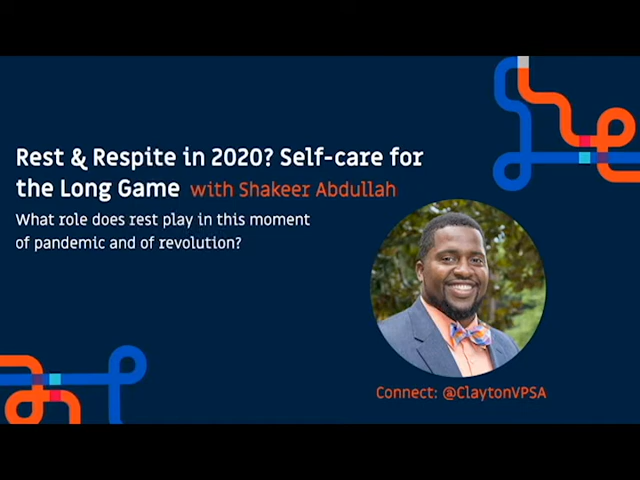 Rest & Respite in 2020? Self-care for
the Long Game with Shakeer Abdullah
What role does rest play in this moment
of pandemic and of revolution?
Connect: @ClaytonVPSA